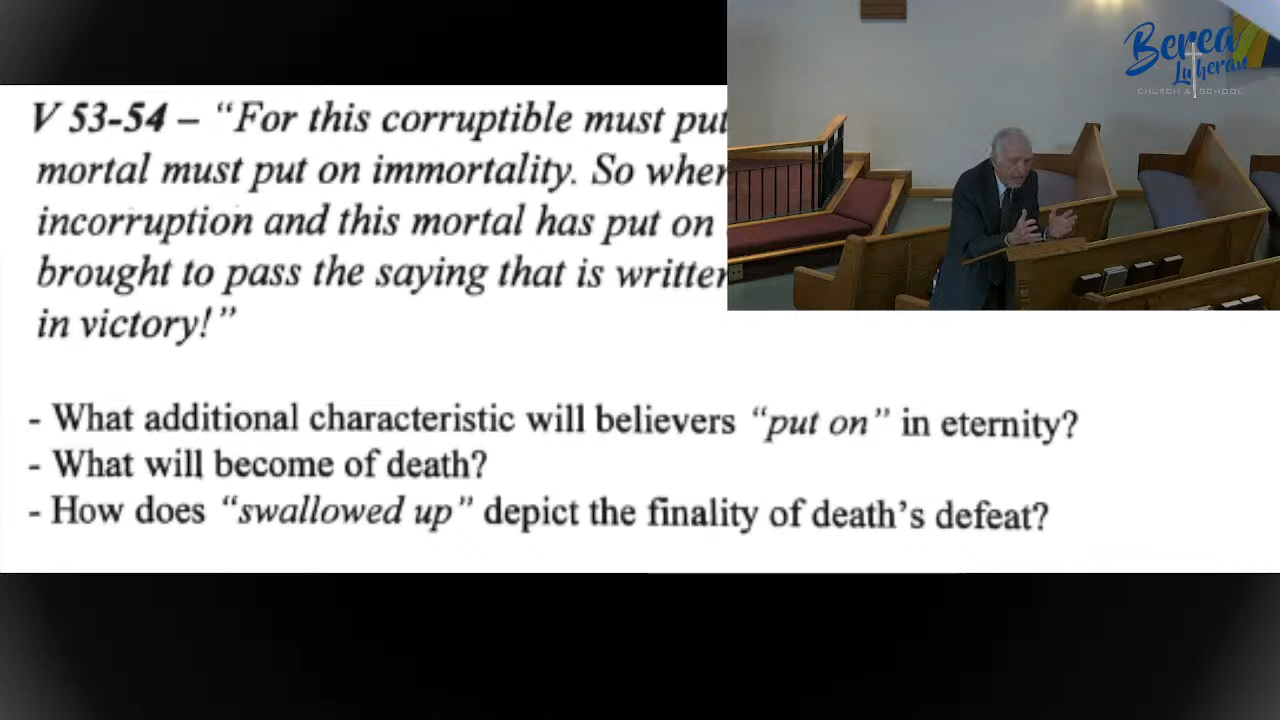 V 53-54 – “For this corruptible must put
mortal must put on immortality. So when
incorruption and this mortal has put on
brought to pass the saying that is written
in victory!”
- What additional characteristic will believers “put on” in eternity?
- What will become of death?
- How does “swallowed up” depict the finality of death’s defeat?
Berea
Lutheran
CHURCH & SCHOOL